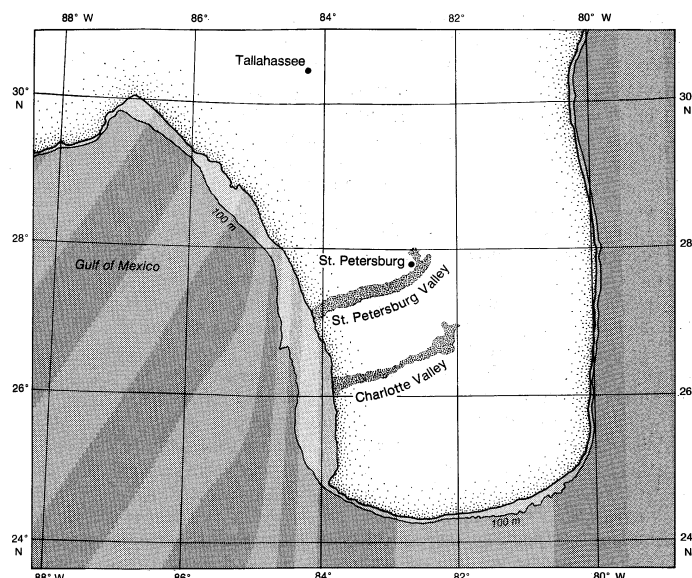 88° W 86° 84° 82° 80° W
Tallahassee
30° N
30 N
100 m
28°
28
Gulf of Mexico
St. Petersburg
St. Petersburg Valley
26°
26
Charlotte Valley
24° N
24 N
100 m
88° W 86° 84 82° 80° W